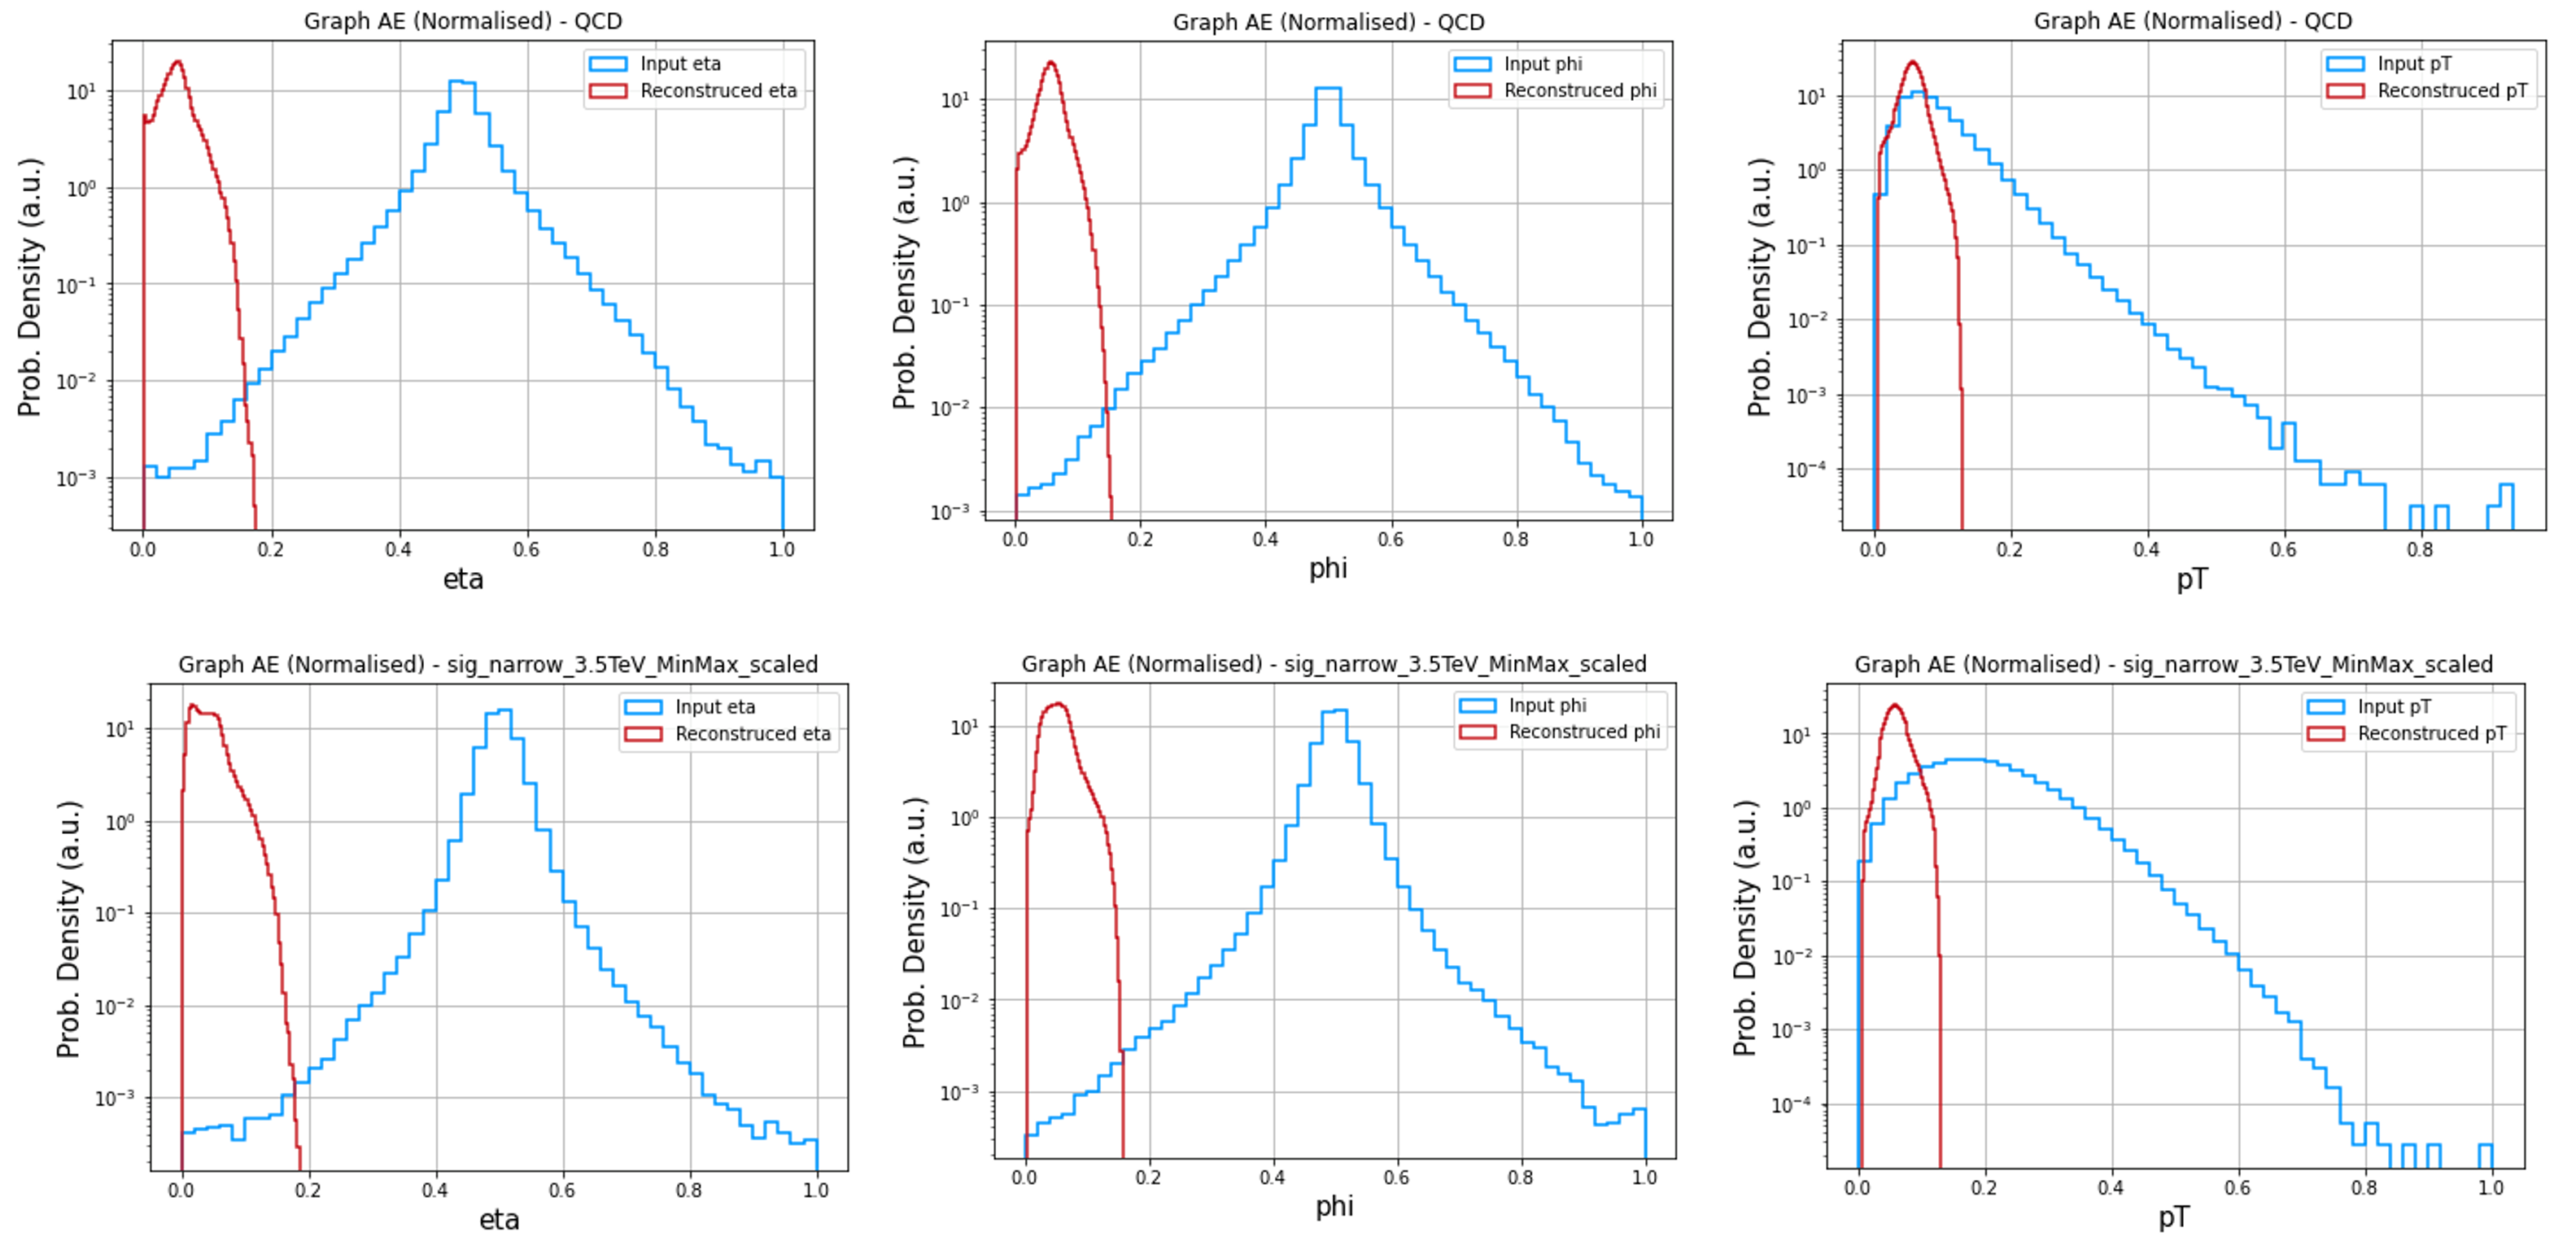 Graph AE (Normalised) - QCD
Input eta
Reconstruced eta
Prob. Density (a.u.)
10¹
10⁰
10⁻¹
10⁻²
10⁻³
0.0 0.2 0.4 0.6 0.8 1.0
eta
Graph AE (Normalised) - QCD
Input phi
Reconstruced phi
Prob. Density (a.u.)
10¹
10⁰
10⁻¹
10⁻²
10⁻³
0.0 0.2 0.4 0.6 0.8 1.0
phi
Graph AE (Normalised) - QCD
Input pT
Reconstruced pT
Prob. Density (a.u.)
10¹
10⁰
10⁻¹
10⁻²
10⁻³
10⁻⁴
0.0 0.2 0.4 0.6 0.8
pT
Graph AE (Normalised) - sig_narrow_3.5TeV_MinMax_scaled
Input eta
Reconstruced eta
Prob. Density (a.u.)
10¹
10⁰
10⁻¹
10⁻²
10⁻³
0.0 0.2 0.4 0.6 0.8 1.0
eta
Graph AE (Normalised) - sig_narrow_3.5TeV_MinMax_scaled
Input phi
Reconstruced phi
Prob. Density (a.u.)
10¹
10⁰
10⁻¹
10⁻²
10⁻³
0.0 0.2 0.4 0.6 0.8 1.0
phi
Graph AE (Normalised) - sig_narrow_3.5TeV_MinMax_scaled
Input pT
Reconstruced pT
Prob. Density (a.u.)
10¹
10⁰
10⁻¹
10⁻²
10⁻³
10⁻⁴
0.0 0.2 0.4 0.6 0.8 1.0
pT